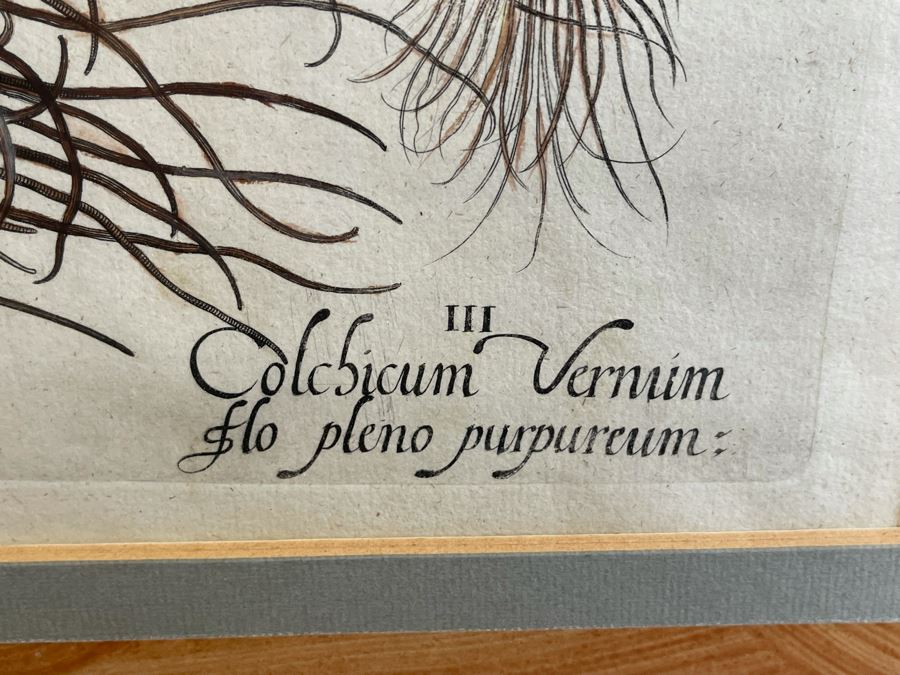 III
Colchicum Vernum
Flo pleno purpureum: